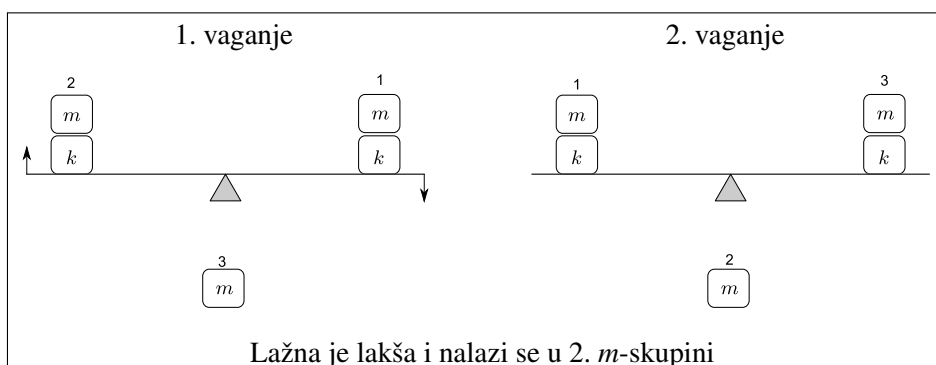 1. vaganje 2. vaganje
2 1 1 3
m m m m
k k k k
3 2
m m
Lažna je lakša i nalazi se u 2. m-skupini